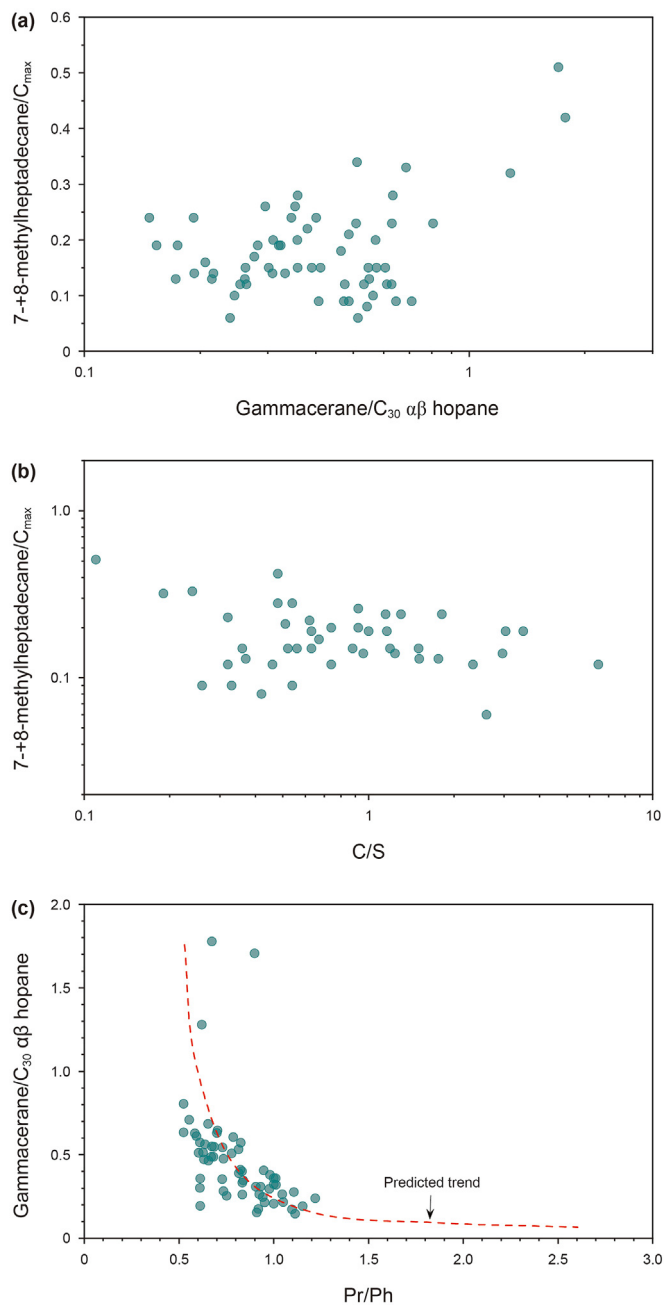 (a)
0.6
0.5
0.4
0.3
0.2
0.1
0
7-+8-methylheptadecane/Cmax
0.1
1
Gammacerane/C30 αβ hopane
(b)
1.0
0.1
7-+8-methylheptadecane/Cmax
0.1
1
10
C/S
(c)
2.0
1.5
1.0
0.5
0
Gammacerane/C30 αβ hopane
Predicted trend
0
0.5
1.0
1.5
2.0
2.5
3.0
Pr/Ph